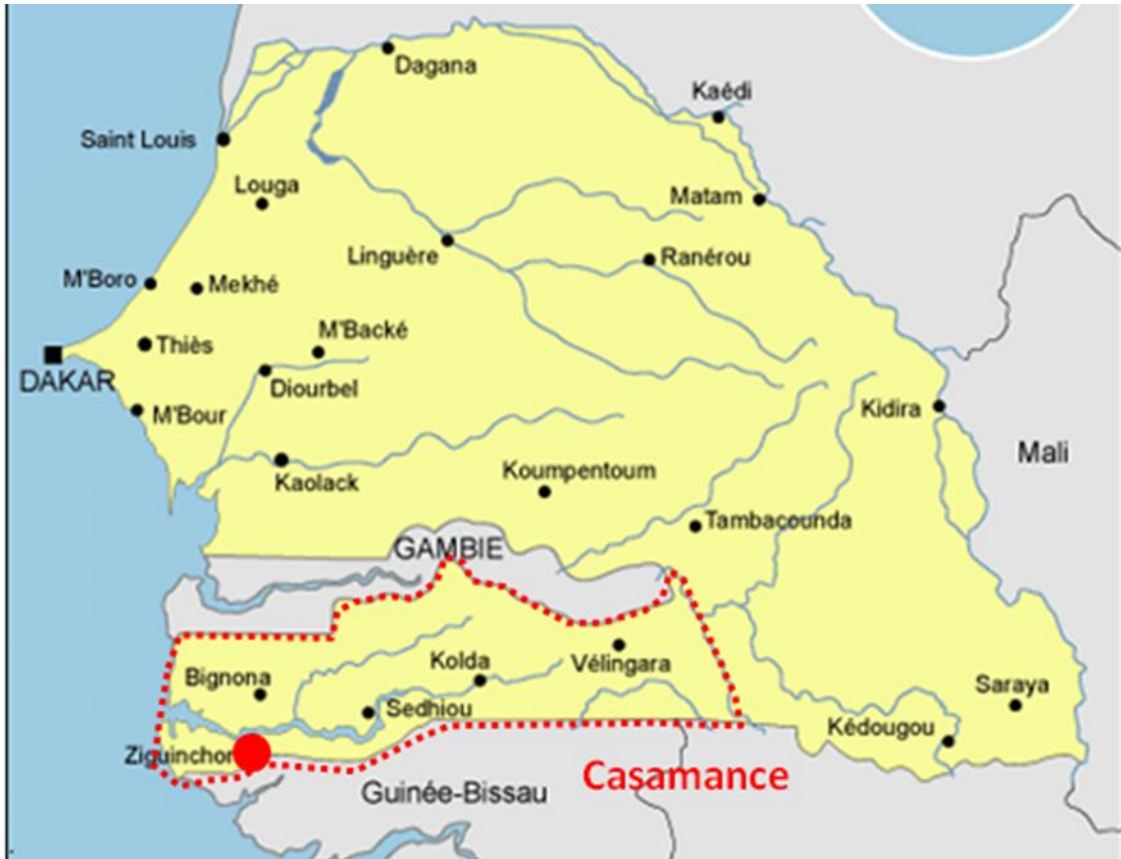 Dagana
Kaédi
Saint Louis
Louga
Matam
Linguère
Ranérou
M'Boro
Mekhé
M'Backé
Thiès
DAKAR
Diourbel
M'Bour
Kidira
Mali
Koumpentoum
Kaolack
Tambacounda
GAMBIE
Kolda
Vélingara
Bignona
Saraya
Sedhiou
Kédougou
Ziguinchor
Casamance
Guinée-Bissau